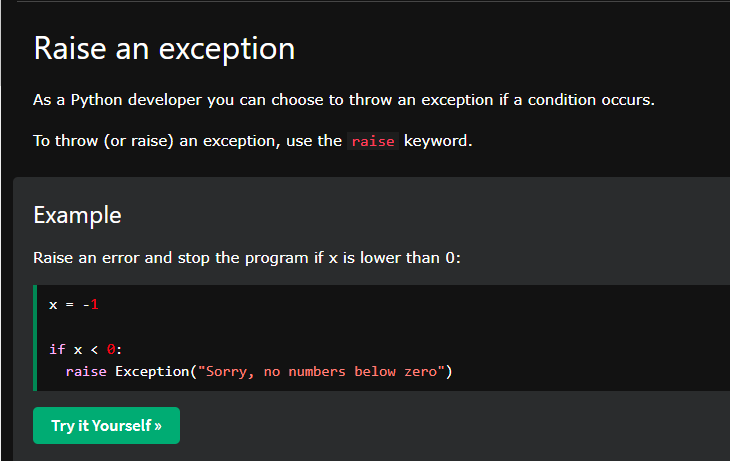 Raise an exception
As a Python developer you can choose to throw an exception if a condition occurs.
To throw (or raise) an exception, use the raise keyword.
Example
Raise an error and stop the program if x is lower than 0:
x = -1
if x < 0:
  raise Exception("Sorry, no numbers below zero")
Try it Yourself »